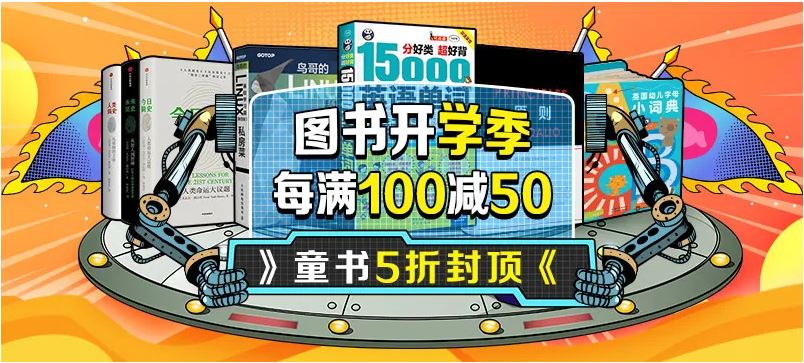 图书开学季
每满100减50
》童书5折封顶《
分好类 超好背
15000
英语单词
GOTOP
鸟哥的
LINUX
私房菜
原则
英国幼儿字母
小词典
人类简史
未来简史
今日简史
LESSONS FOR
THE 21ST CENTURY
人类命运大议题